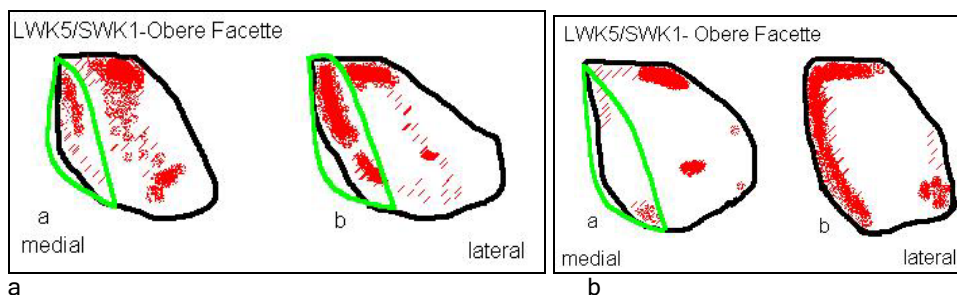 LWK5/SWK1-Obere Facette
a
b
medial
lateral
a
LWK5/SWK1- Obere Facette
a
b
medial
lateral
b